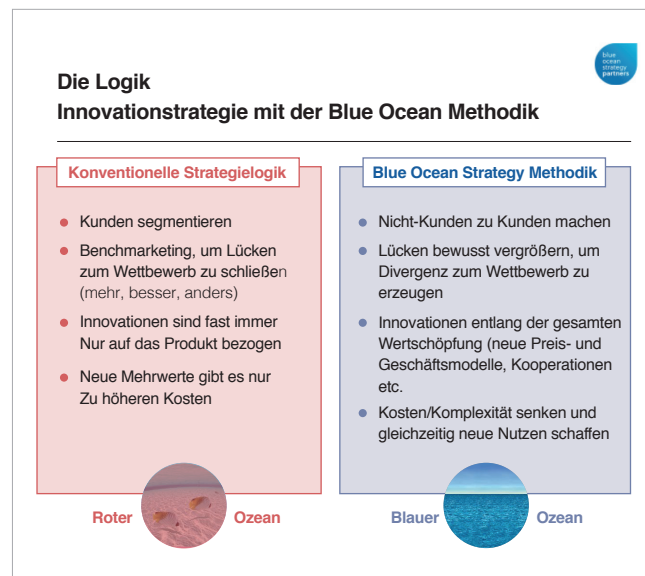 blue
ocean
strategy
partners
Die Logik
Innovationstrategie mit der Blue Ocean Methodik
Konventionelle Strategielogik
Kunden segmentieren
Benchmarketing, um Lücken
zum Wettbewerb zu schließen
(mehr, besser, anders)
Innovationen sind fast immer
Nur auf das Produkt bezogen
Neue Mehrwerte gibt es nur
Zu höheren Kosten
Roter Ozean
Blue Ocean Strategy Methodik
Nicht-Kunden zu Kunden machen
Lücken bewusst vergrößern, um
Divergenz zum Wettbewerb zu
erzeugen
Innovationen entlang der gesamten
Wertschöpfung (neue Preis- und
Geschäftsmodelle, Kooperationen
etc.
Kosten/Komplexität senken und
gleichzeitig neue Nutzen schaffen
Blauer Ozean